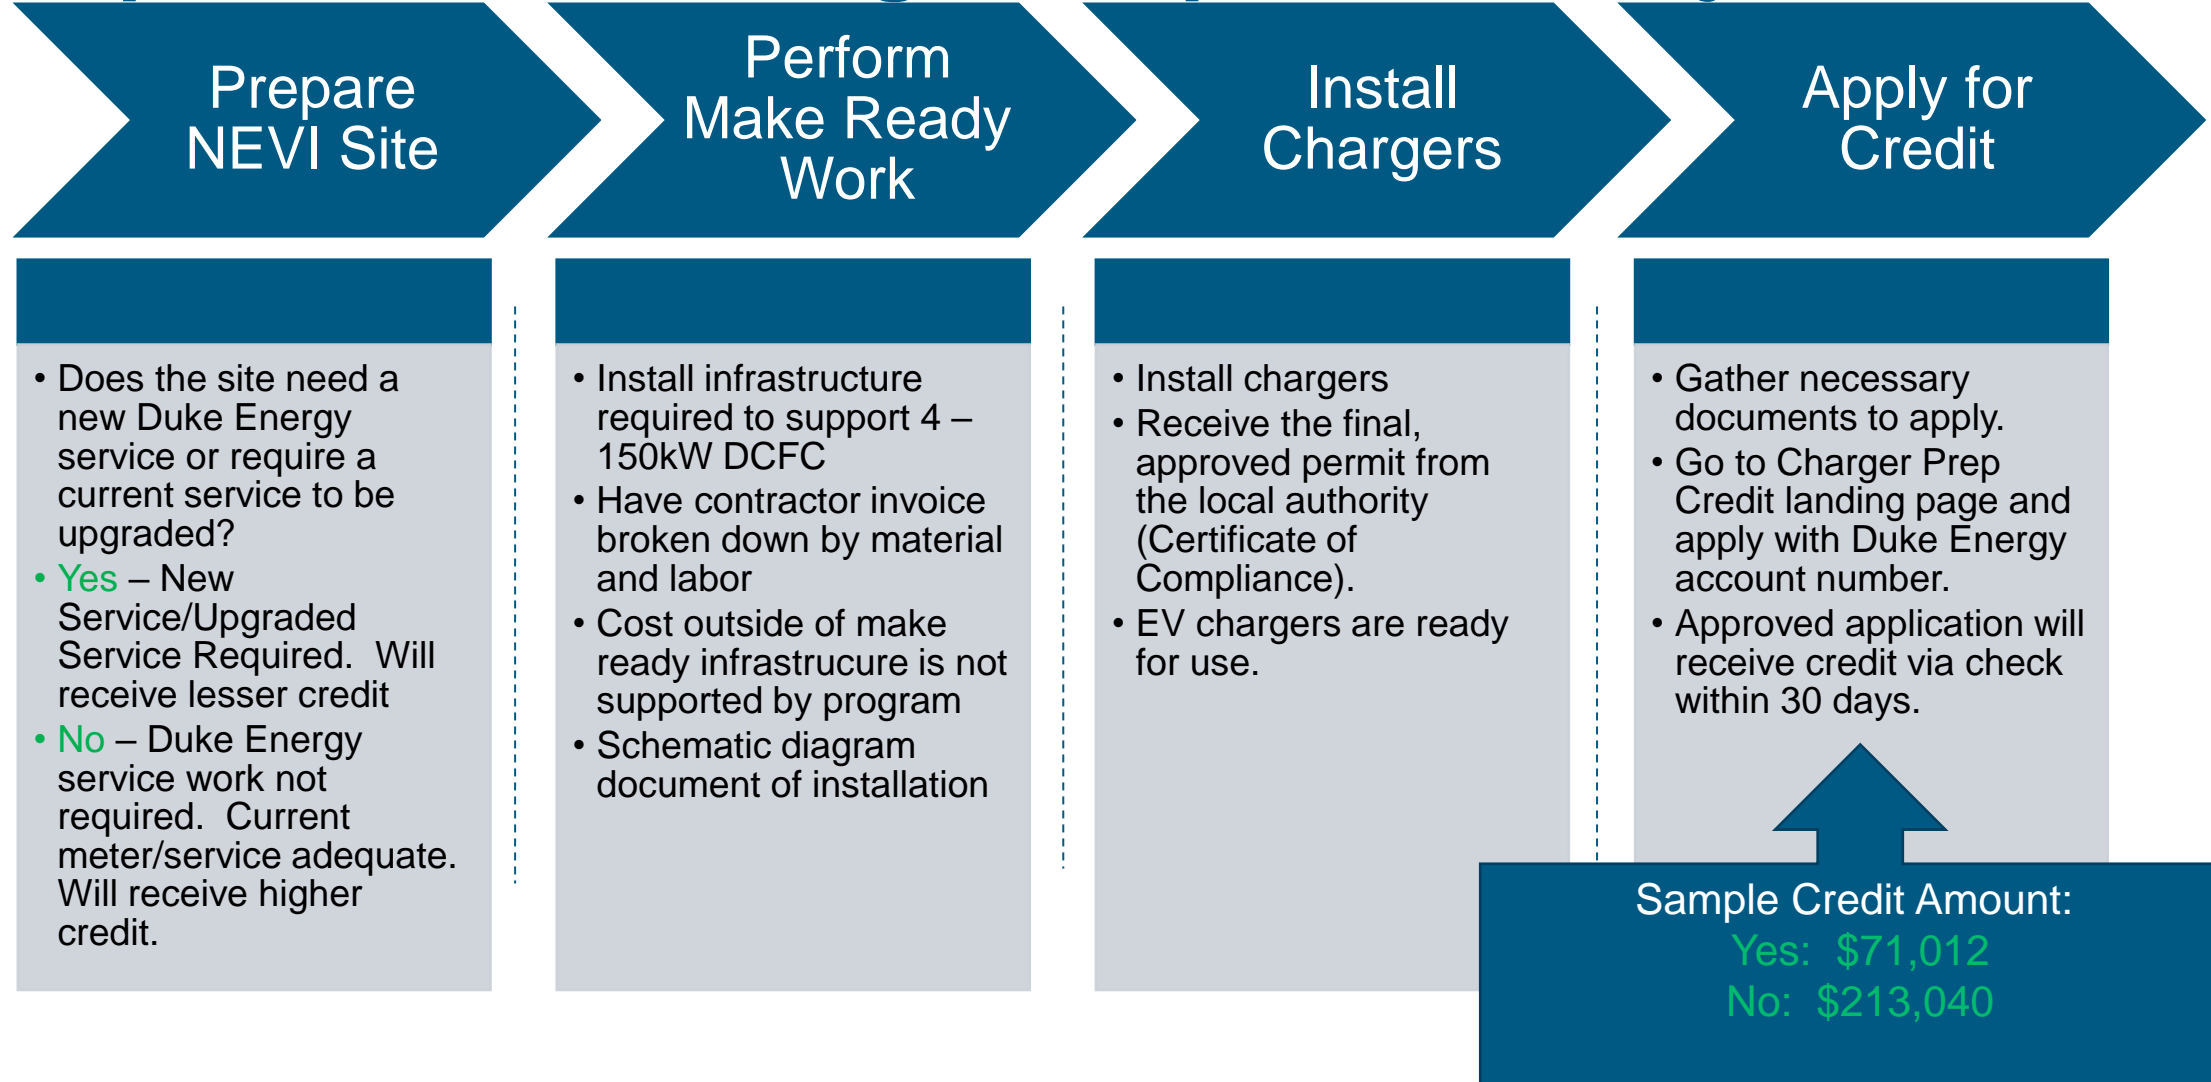 Prepare
NEVI Site
Perform
Make Ready
Work
Install
Chargers
Apply for
Credit
• Does the site need a
new Duke Energy
service or require a
current service to be
upgraded?
• Yes – New
Service/Upgraded
Service Required.  Will
receive lesser credit
• No – Duke Energy
service work not
required.  Current
meter/service adequate.
Will receive higher
credit.
• Install infrastructure
required to support 4 –
150kW DCFC
• Have contractor invoice
broken down by material
and labor
• Cost outside of make
ready infrastrucure is not
supported by program
• Schematic diagram
document of installation
• Install chargers
• Receive the final,
approved permit from
the local authority
(Certificate of
Compliance).
• EV chargers are ready
for use.
• Gather necessary
documents to apply.
• Go to Charger Prep
Credit landing page and
apply with Duke Energy
account number.
• Approved application will
receive credit via check
within 30 days.
Sample Credit Amount:
Yes:  $71,012
No:  $213,040